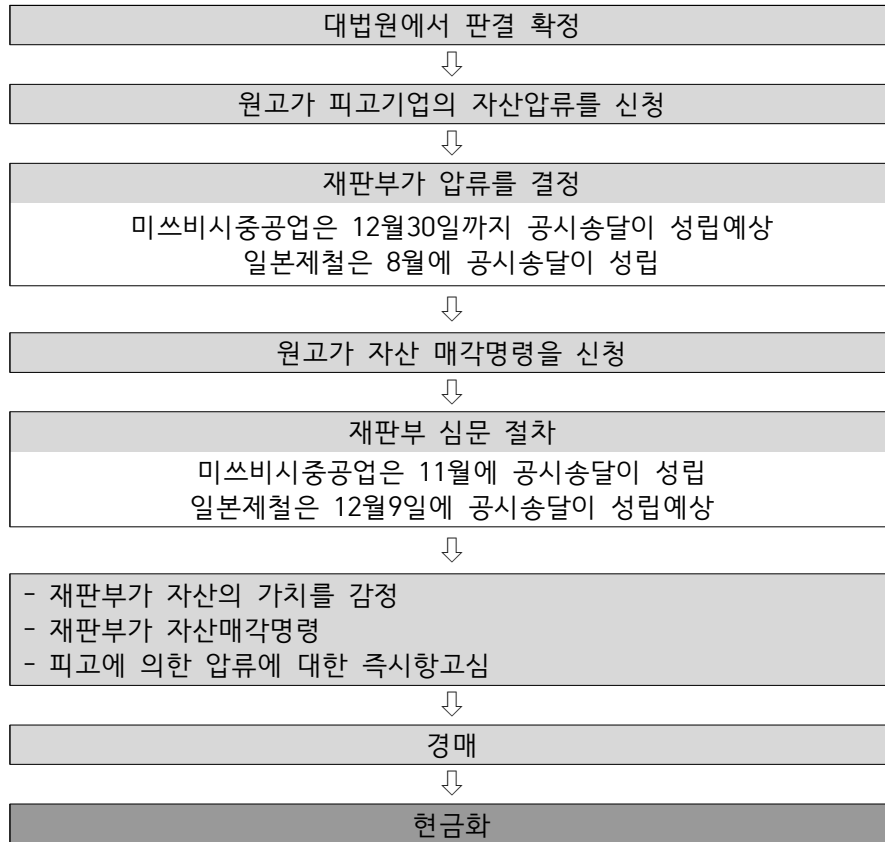 대법원에서 판결 확정
⇩
원고가 피고기업의 자산압류를 신청
⇩
재판부가 압류를 결정
미쓰비시중공업은 12월30일까지 공시송달이 성립예상
일본제철은 8월에 공시송달이 성립
⇩
원고가 자산 매각명령을 신청
⇩
재판부 심문 절차
미쓰비시중공업은 11월에 공시송달이 성립
일본제철은 12월9일에 공시송달이 성립예상
⇩
- 재판부가 자산의 가치를 감정
- 재판부가 자산매각명령
- 피고에 의한 압류에 대한 즉시항고심
⇩
경매
⇩
현금화